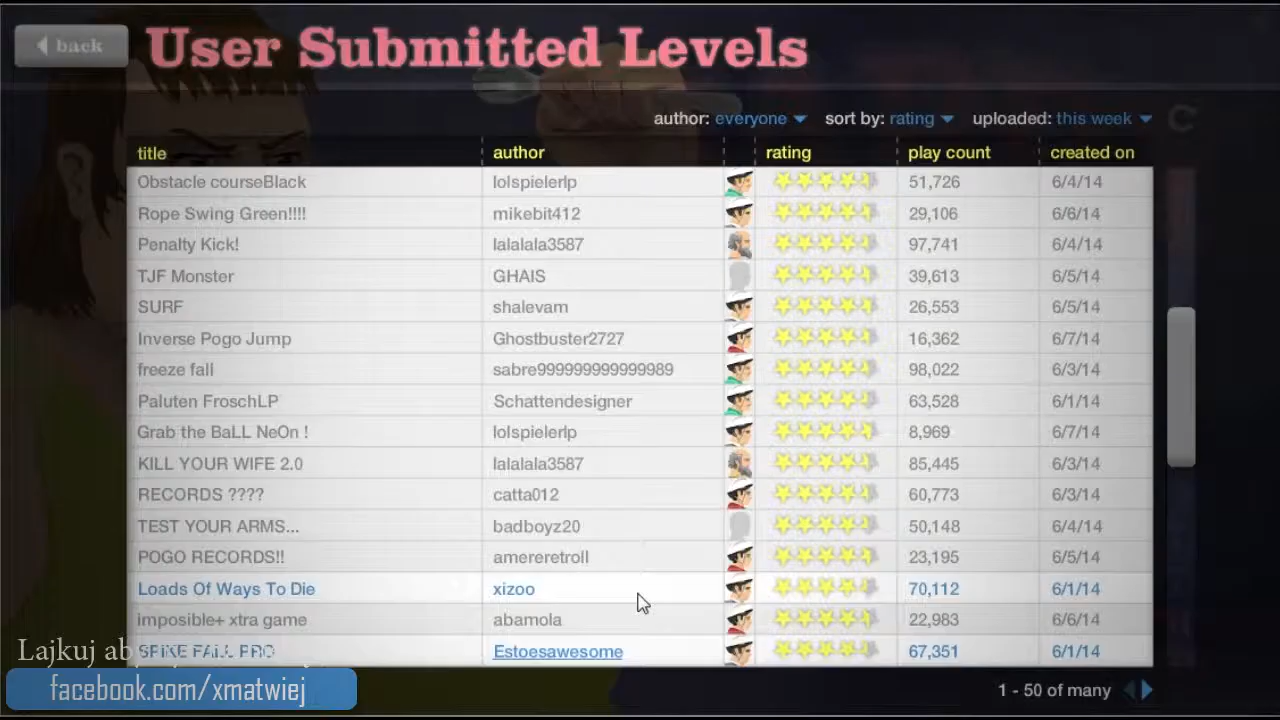 back
User Submitted Levels
author: everyone sort by: rating uploaded: this week
title author rating play count created on
Obstacle courseBlack lolspielerlp 51,726 6/4/14
Rope Swing Green!!!! mikebit412 29,106 6/6/14
Penalty Kick! lalalala3587 97,741 6/4/14
TJF Monster GHAIS 39,613 6/5/14
SURF shalevam 26,553 6/5/14
Inverse Pogo Jump Ghostbuster2727 16,362 6/7/14
freeze fall sabre999999999999989 98,022 6/3/14
Paluten FroschLP Schattendesigner 63,528 6/1/14
Grab the BaLL NeOn ! lolspielerlp 8,969 6/7/14
KILL YOUR WIFE 2.0 lalalala3587 85,445 6/3/14
RECORDS ???? catta012 60,773 6/3/14
TEST YOUR ARMS... badboyz20 50,148 6/4/14
POGO RECORDS!! amereretroll 23,195 6/5/14
Loads Of Ways To Die xizoo 70,112 6/1/14
imposible+ xtra game abamola 22,983 6/6/14
SPIKE FALL PRO Estoesawesome 67,351 6/1/14
Lajkuj
facebook.com/xmatwiej
1 - 50 of many